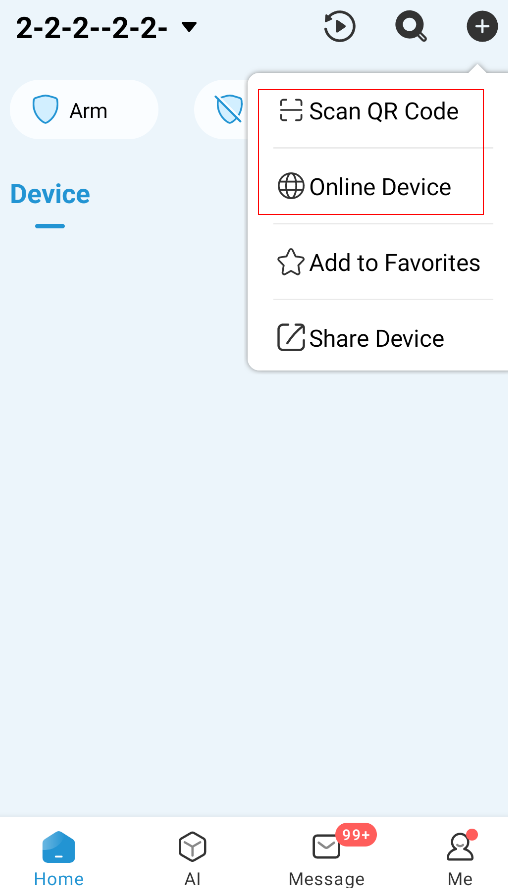 2-2-2--2-2-
Arm
Scan QR Code
Device
Online Device
Add to Favorites
Share Device
99+
Home
AI
Message
Me